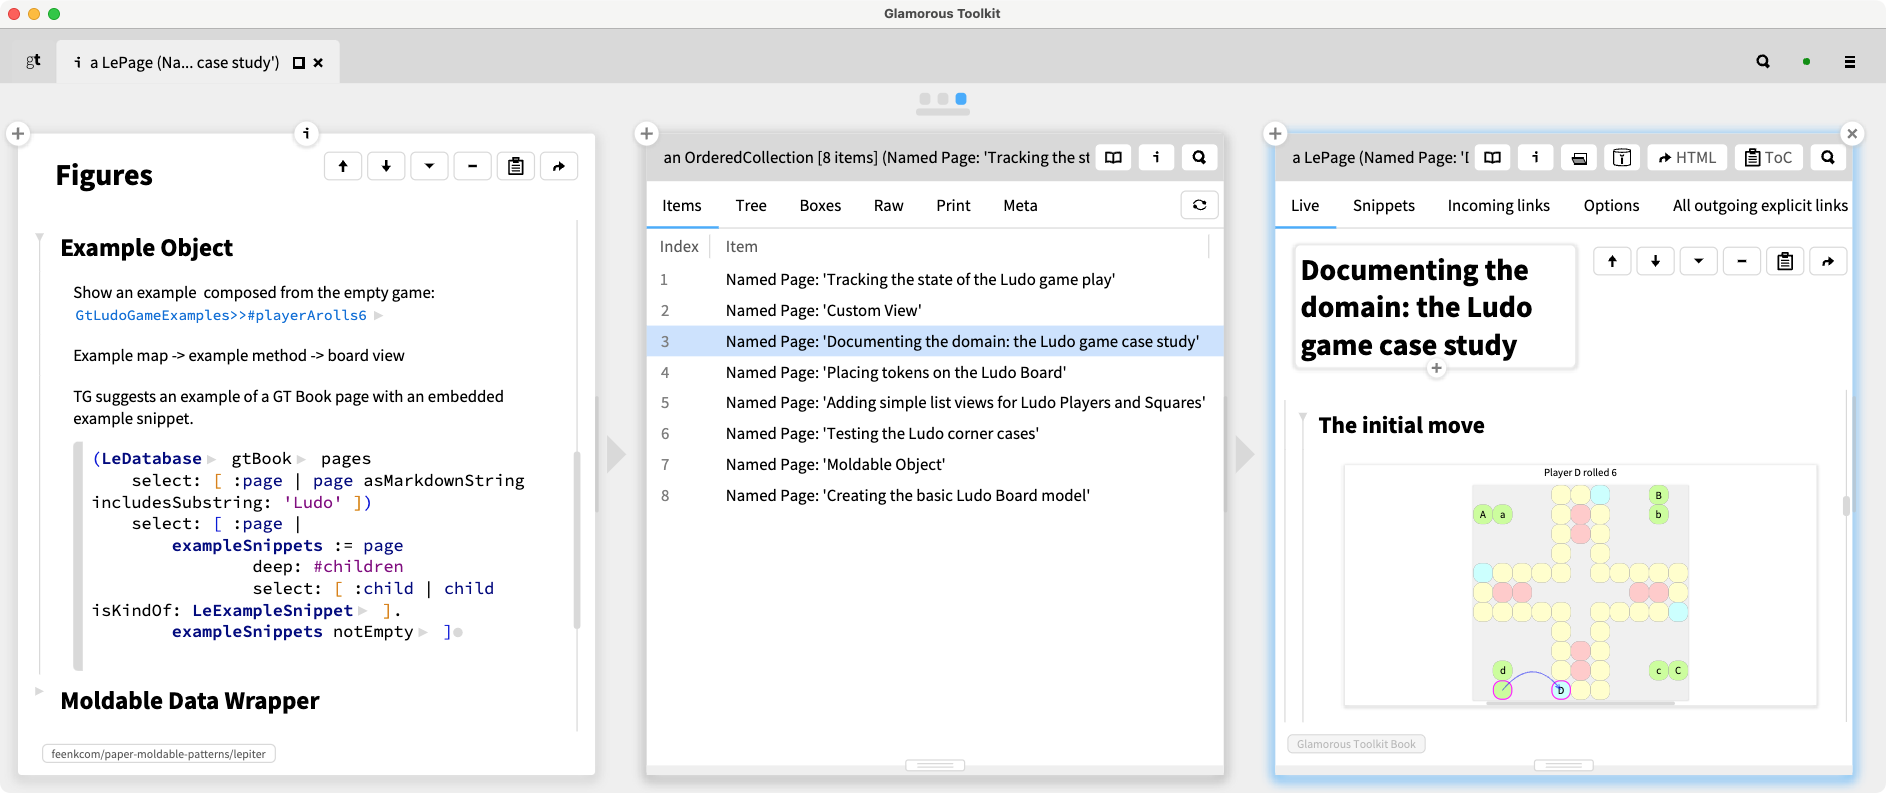 Glamorous Toolkit
gt
i a LePage (Na... case study')
i
Figures
Example Object
Show an example composed from the empty game:
GtLudoGameExamples>>#playerArolls6
Example map -> example method -> board view
TG suggests an example of a GT Book page with an embedded
example snippet.
(LeDatabase gtBook pages
select: [ :page | page asMarkdownString
includesSubstring: 'Ludo' ])
select: [ :page |
exampleSnippets := page
deep: #children
select: [ :child | child
isKindOf: LeExampleSnippet ].
exampleSnippets notEmpty ]
Moldable Data Wrapper
feenkcom/paper-moldable-patterns/lepiter
an OrderedCollection [8 items] (Named Page: 'Tracking the st
i
Items Tree Boxes Raw Print Meta
Index Item
1 Named Page: 'Tracking the state of the Ludo game play'
2 Named Page: 'Custom View'
3 Named Page: 'Documenting the domain: the Ludo game case study'
4 Named Page: 'Placing tokens on the Ludo Board'
5 Named Page: 'Adding simple list views for Ludo Players and Squares'
6 Named Page: 'Testing the Ludo corner cases'
7 Named Page: 'Moldable Object'
8 Named Page: 'Creating the basic Ludo Board model'
a LePage (Named Page: '
i
HTML
ToC
Live Snippets Incoming links Options All outgoing explicit links
Documenting the
domain: the Ludo
game case study
The initial move
Player D rolled 6
B
A a b
d c C
D
Glamorous Toolkit Book